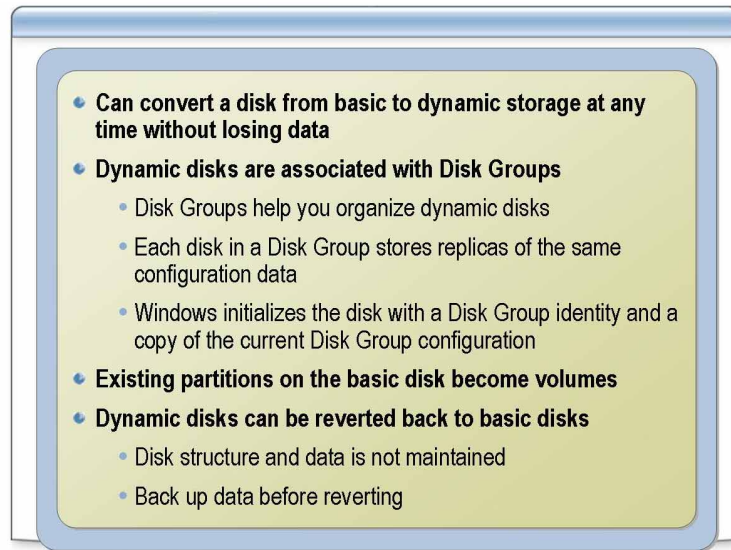 Can convert a disk from basic to dynamic storage at any
time without losing data
Dynamic disks are associated with Disk Groups
Disk Groups help you organize dynamic disks
Each disk in a Disk Group stores replicas of the same
configuration data
Windows initializes the disk with a Disk Group identity and a
copy of the current Disk Group configuration
Existing partitions on the basic disk become volumes
Dynamic disks can be reverted back to basic disks
Disk structure and data is not maintained
Back up data before reverting